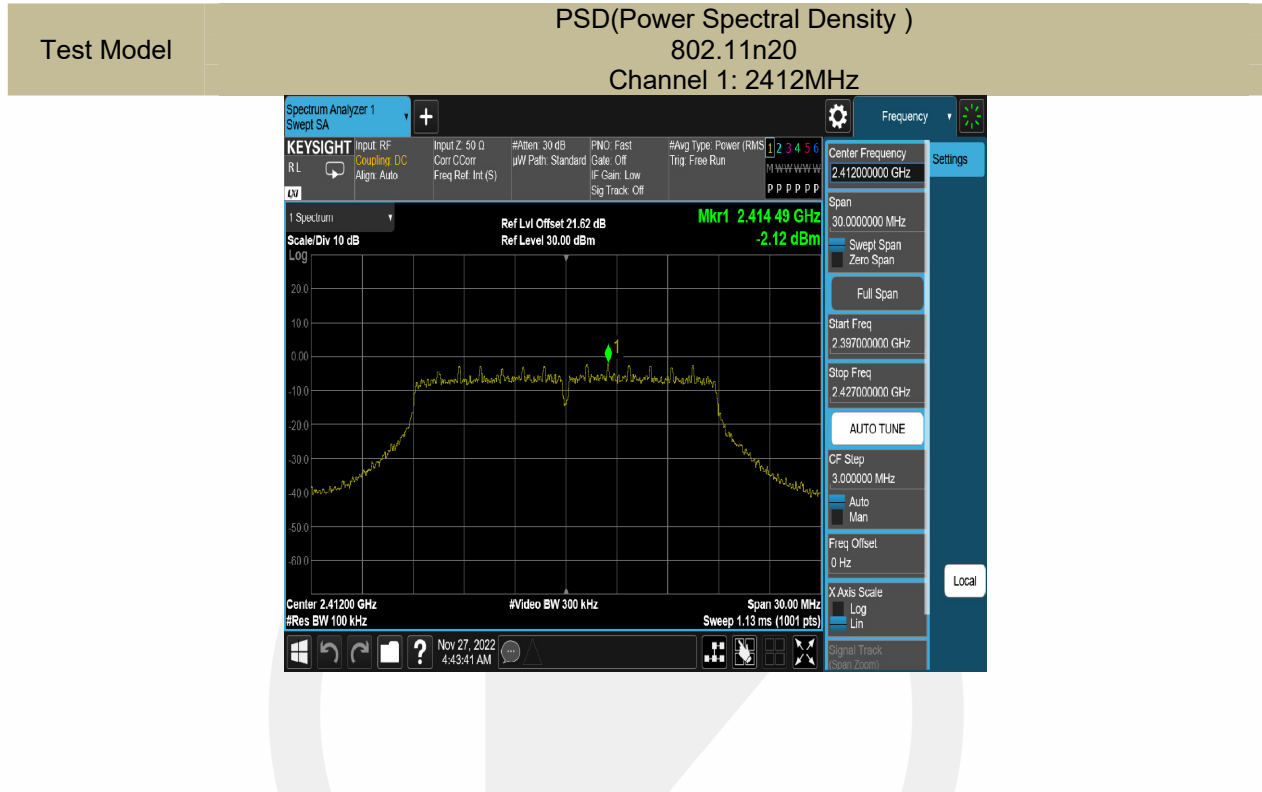 Test Model
PSD(Power Spectral Density )
802.11n20
Channel 1: 2412MHz
Spectrum Analyzer 1
Swept SA
+
Frequency
KEYSIGHT
RL
LXI
Input: RF
Coupling: DC
Align: Auto
Input Z: 50 Ω
Corr CCorr
Freq Ref: Int (S)
#Atten: 30 dB
µW Path: Standard
PNO: Fast
Gate: Off
IF Gain: Low
Sig Track: Off
#Avg Type: Power (RMS
Trig: Free Run
1 2 3 4 5 6
M W W W W W
P P P P P P
1 Spectrum
Scale/Div 10 dB
Ref Lvl Offset 21.62 dB
Ref Level 30.00 dBm
Mkr1 2.414 49 GHz
-2.12 dBm
Log
20.0
10.0
0.00
-10.0
-20.0
-30.0
-40.0
-50.0
-60.0
1
Center 2.41200 GHz
#Res BW 100 kHz
#Video BW 300 kHz
Span 30.00 MHz
Sweep 1.13 ms (1001 pts)
Nov 27, 2022
4:43:41 AM
?
Center Frequency
2.412000000 GHz
Settings
Span
30.0000000 MHz
Swept Span
Zero Span
Full Span
Start Freq
2.397000000 GHz
Stop Freq
2.427000000 GHz
AUTO TUNE
CF Step
3.000000 MHz
Auto
Man
Freq Offset
0 Hz
X Axis Scale
Log
Lin
Local
Signal Track
(Span Zoom)